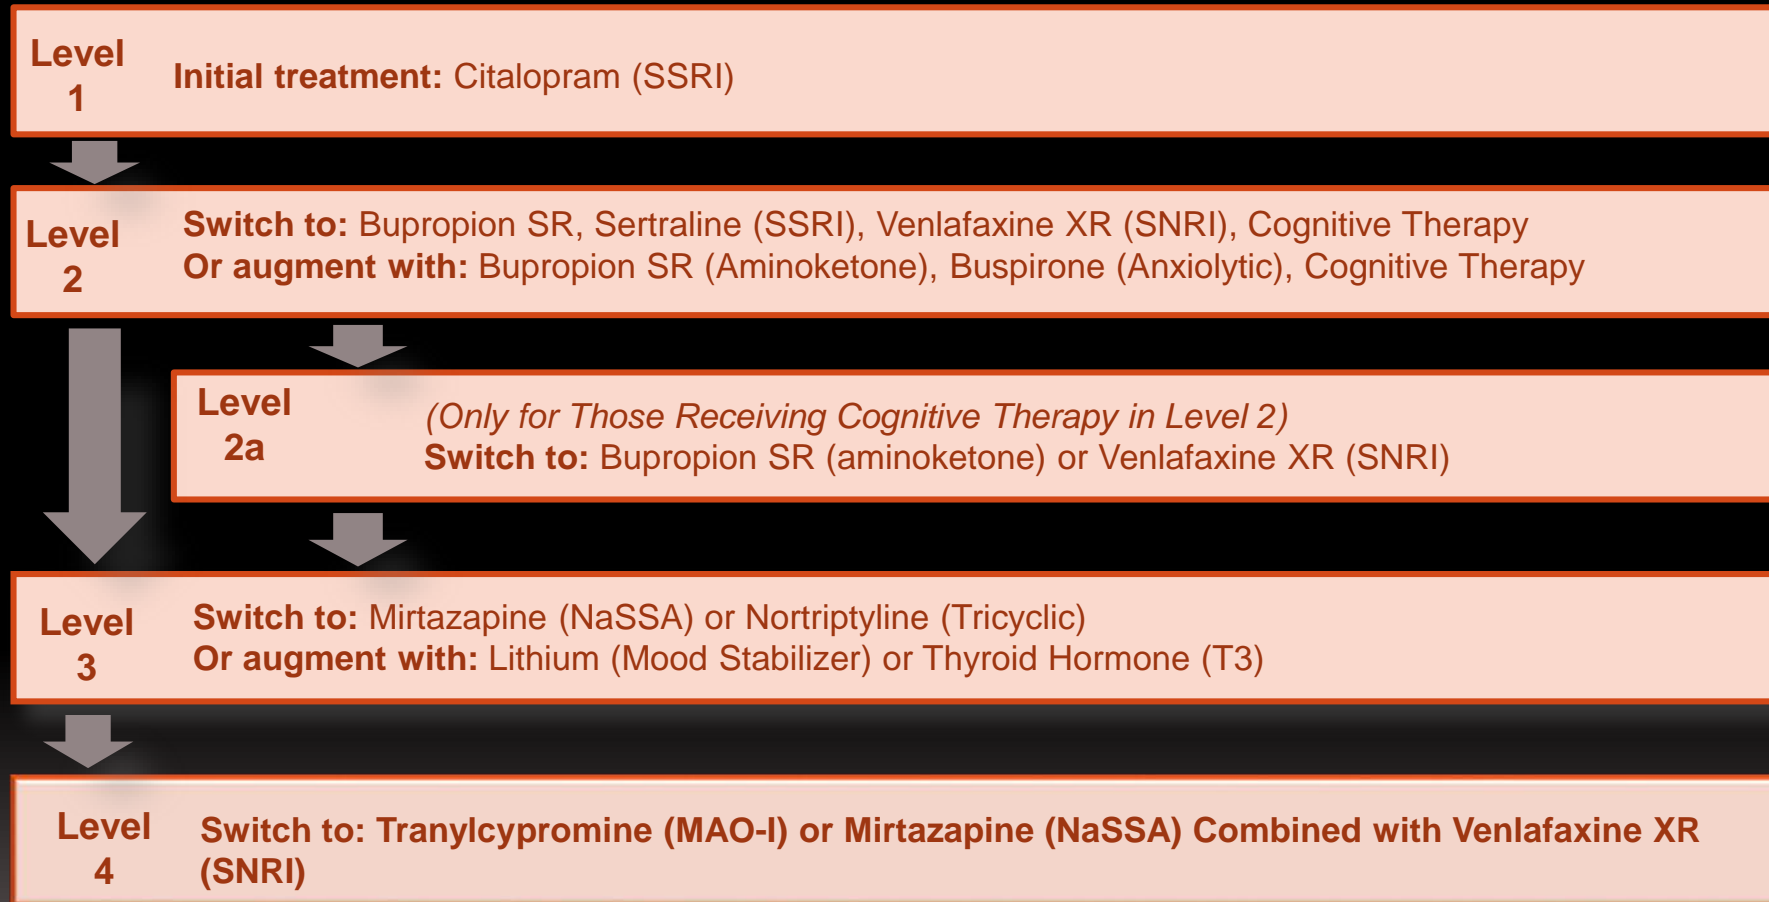 Level
1
Initial treatment: Citalopram (SSRI)
Level
2
Switch to: Bupropion SR, Sertraline (SSRI), Venlafaxine XR (SNRI), Cognitive Therapy
Or augment with: Bupropion SR (Aminoketone), Buspirone (Anxiolytic), Cognitive Therapy
Level
2a
(Only for Those Receiving Cognitive Therapy in Level 2)
Switch to: Bupropion SR (aminoketone) or Venlafaxine XR (SNRI)
Level
3
Switch to: Mirtazapine (NaSSA) or Nortriptyline (Tricyclic)
Or augment with: Lithium (Mood Stabilizer) or Thyroid Hormone (T3)
Level
4
Switch to: Tranylcypromine (MAO-I) or Mirtazapine (NaSSA) Combined with Venlafaxine XR
(SNRI)